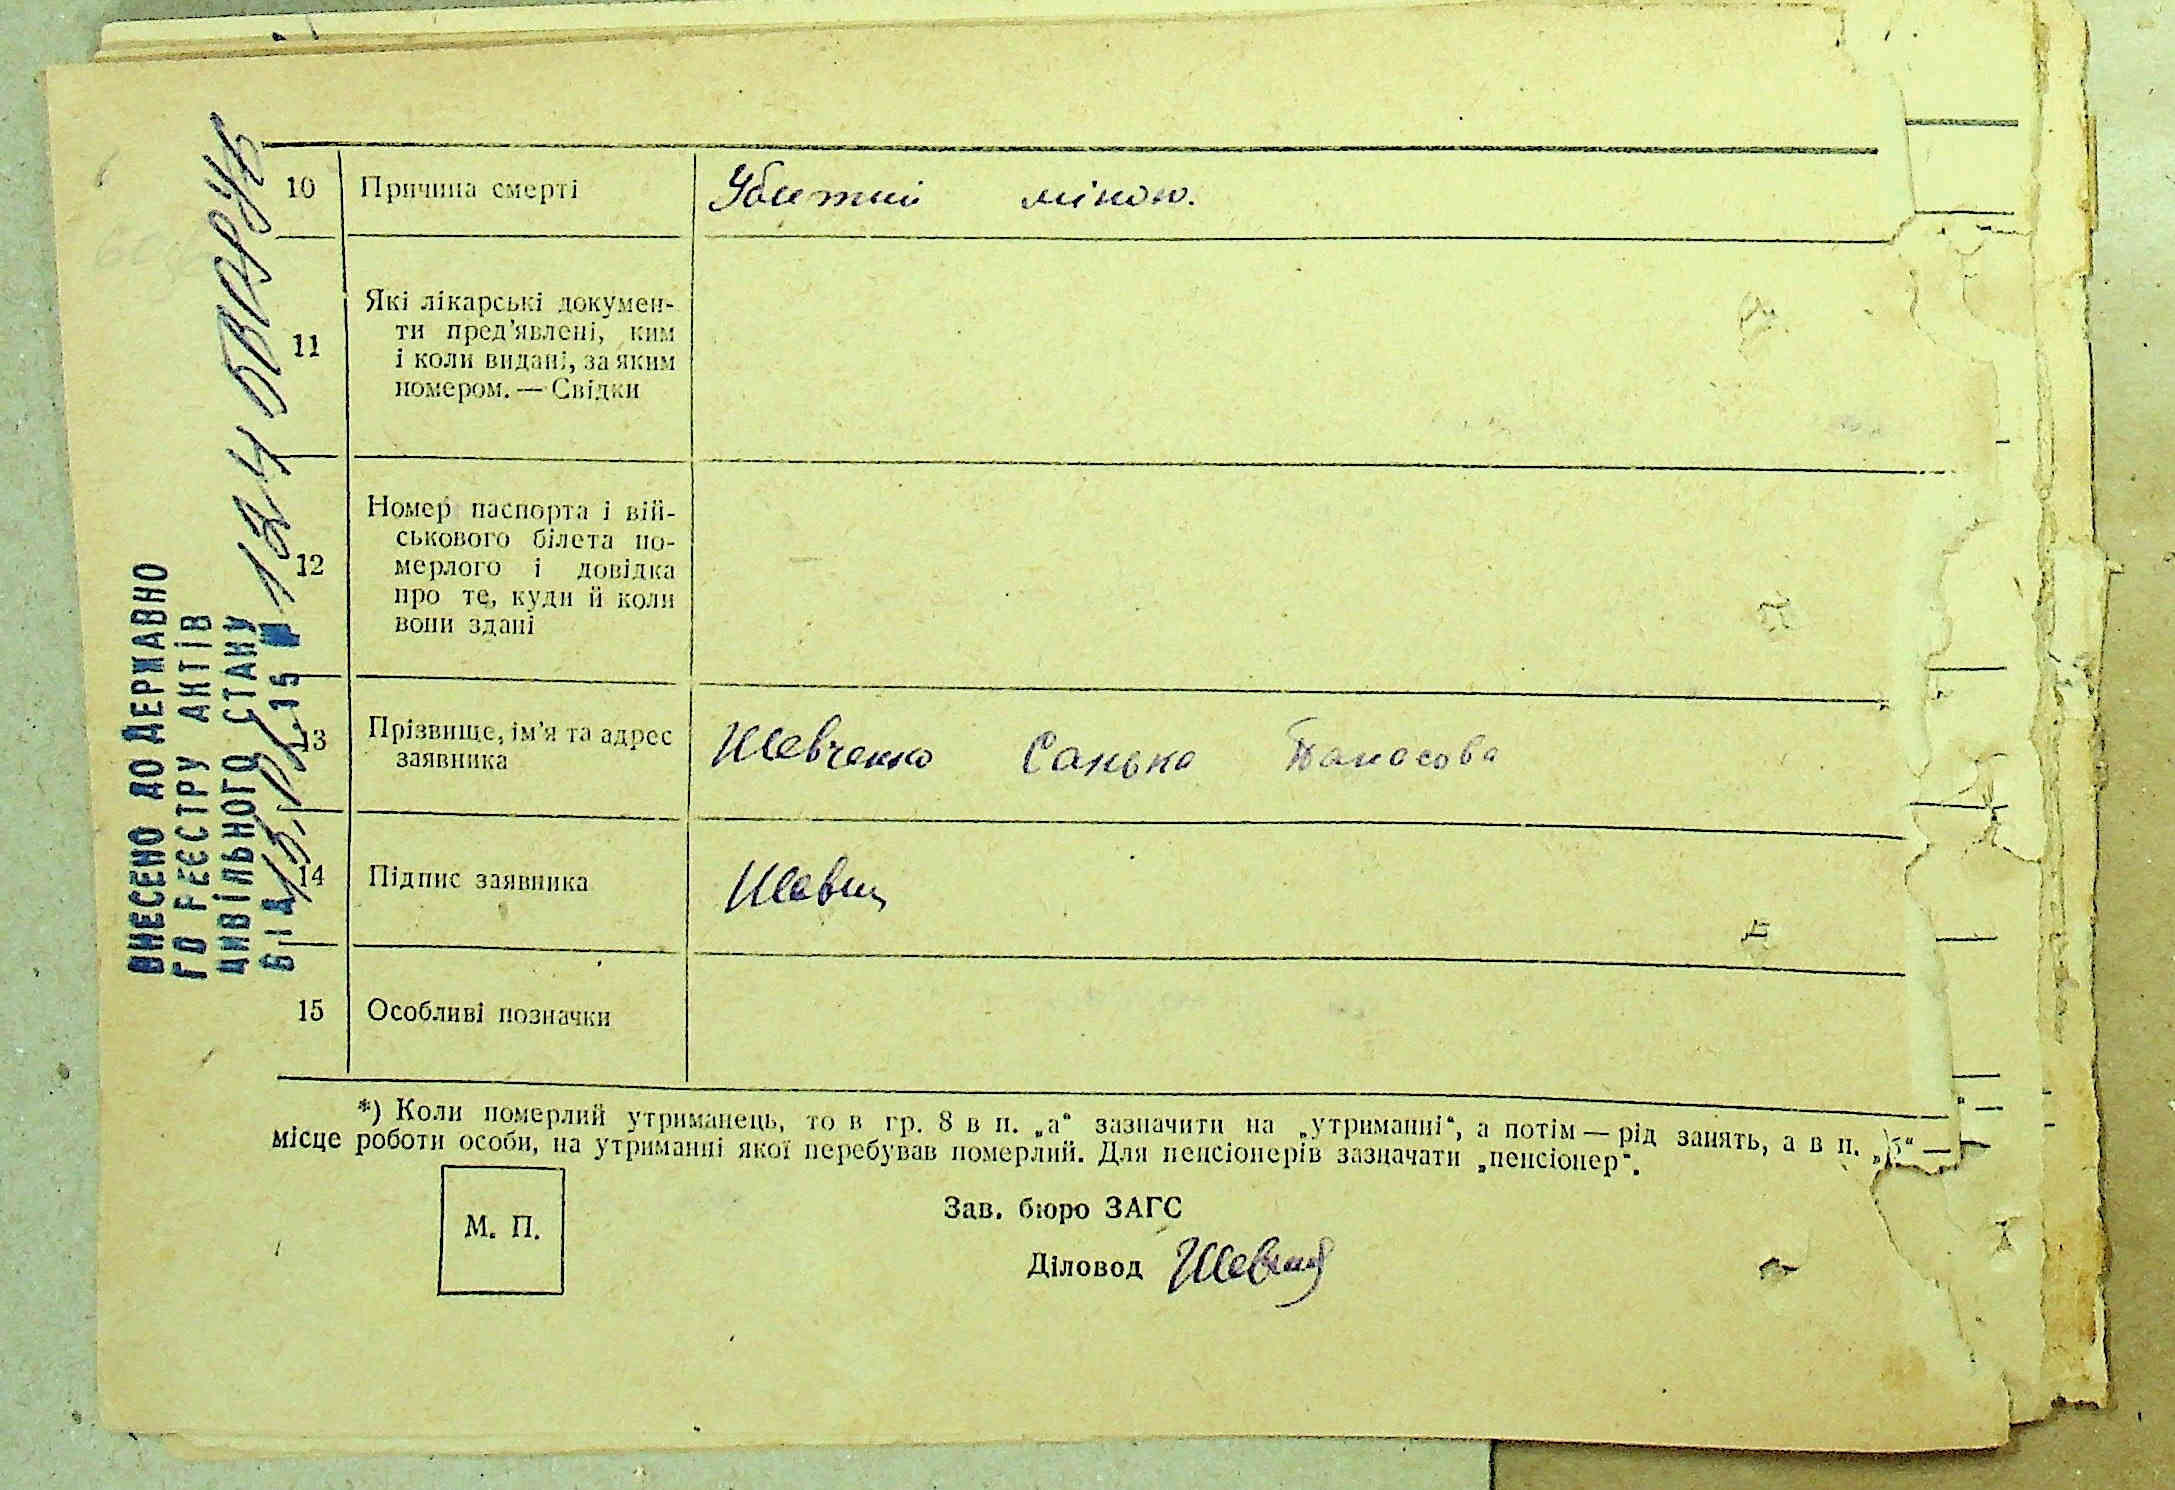 10 Причина смерті Убитий міною.
11 Які лікарські докумен-
ти пред’явлені, ким
і коли видані, за яким
номером. — Свідки
12 Номер паспорта і вій-
ськового білета по-
мерлого і довідка
про те, куди й коли
вони здані
13 Прізвище, ім’я та адрес
заявника
Шевченко Санька Панасова
14 Підпис заявника
15 Особливі позначки
*) Коли померлий утриманець, то в гр. 8 в п. „а“ зазначити на „утриманні“, а потім — рід занять, а в п. „б“ —
місце роботи особи, на утриманні якої перебував померлий. Для пенсіонерів зазначати „пенсіонер“.
М. П.
Зав. бюро ЗАГС
Діловод
ВНЕСЕНО ДО ДЕРЖАВНО
ГО РЕЄСТРУ АКТІВ
ЦИВІЛЬНОГО СТАНУ
ВІД